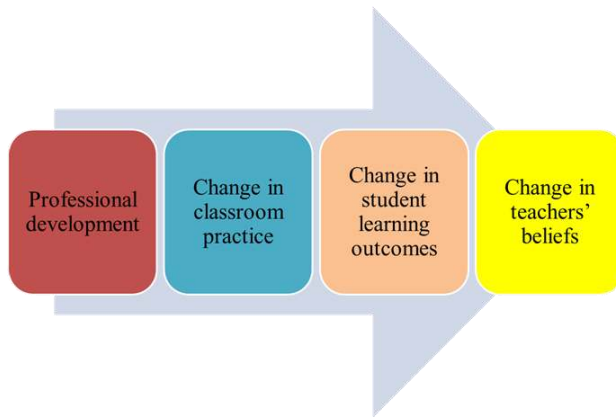 Professional
development
Change in
classroom
practice
Change in
student
learning
outcomes
Change in
teachers’
beliefs